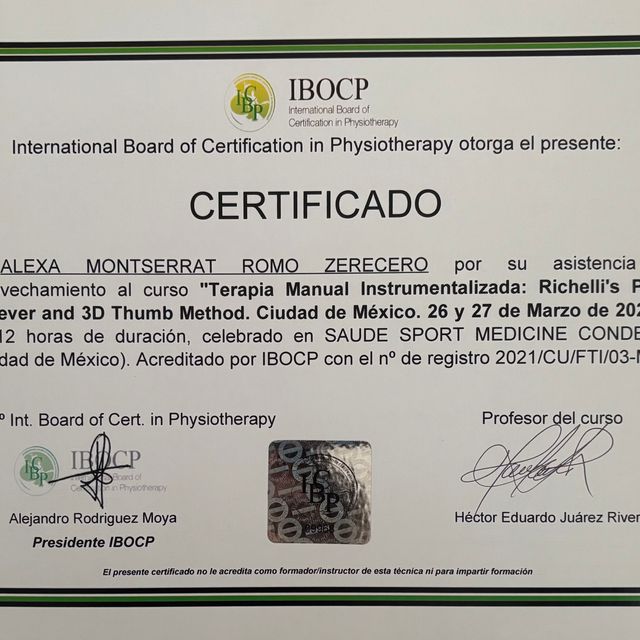 IBOCP
International Board of
Certification in Physiotherapy
International Board of Certification in Physiotherapy otorga el presente:
CERTIFICADO
ALEXA MONTSERRAT ROMO ZERECERO por su asistencia
vechamiento al curso "Terapia Manual Instrumentalizada: Richelli's P
ever and 3D Thumb Method. Ciudad de México. 26 y 27 de Marzo de 202
12 horas de duración, celebrado en SAUDE SPORT MEDICINE CONDE
dad de México). Acreditado por IBOCP con el nº de registro 2021/CU/FTI/03-M
º Int. Board of Cert. in Physiotherapy
Profesor del curso
IBOCP
Board of
in Physiotherapy
Alejandro Rodriguez Moya
Héctor Eduardo Juárez River
Presidente IBOCP
El presente certificado no le acredita como formador/instructor de esta técnica ni para impartir formación